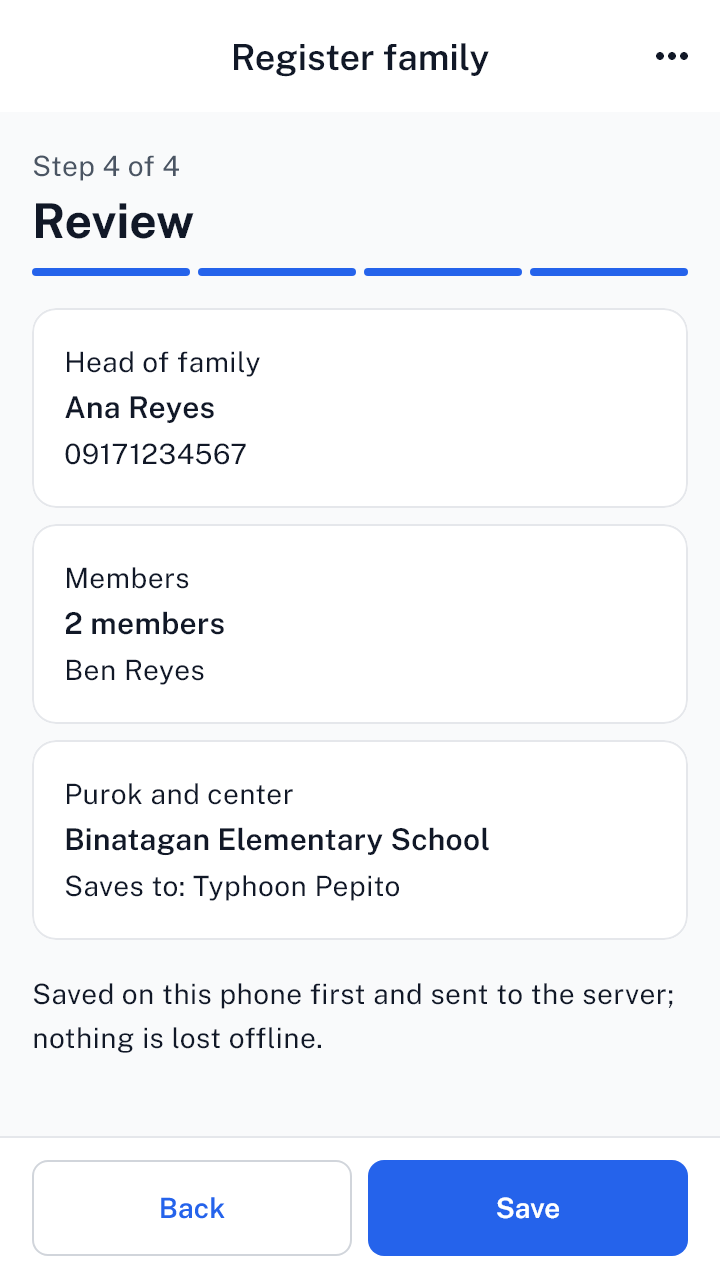 Register family
Step 4 of 4
Review
Head of family
Ana Reyes
09171234567
Members
2 members
Ben Reyes
Purok and center
Binatagan Elementary School
Saves to: Typhoon Pepito
Saved on this phone first and sent to the server;
nothing is lost offline.
Back
Save